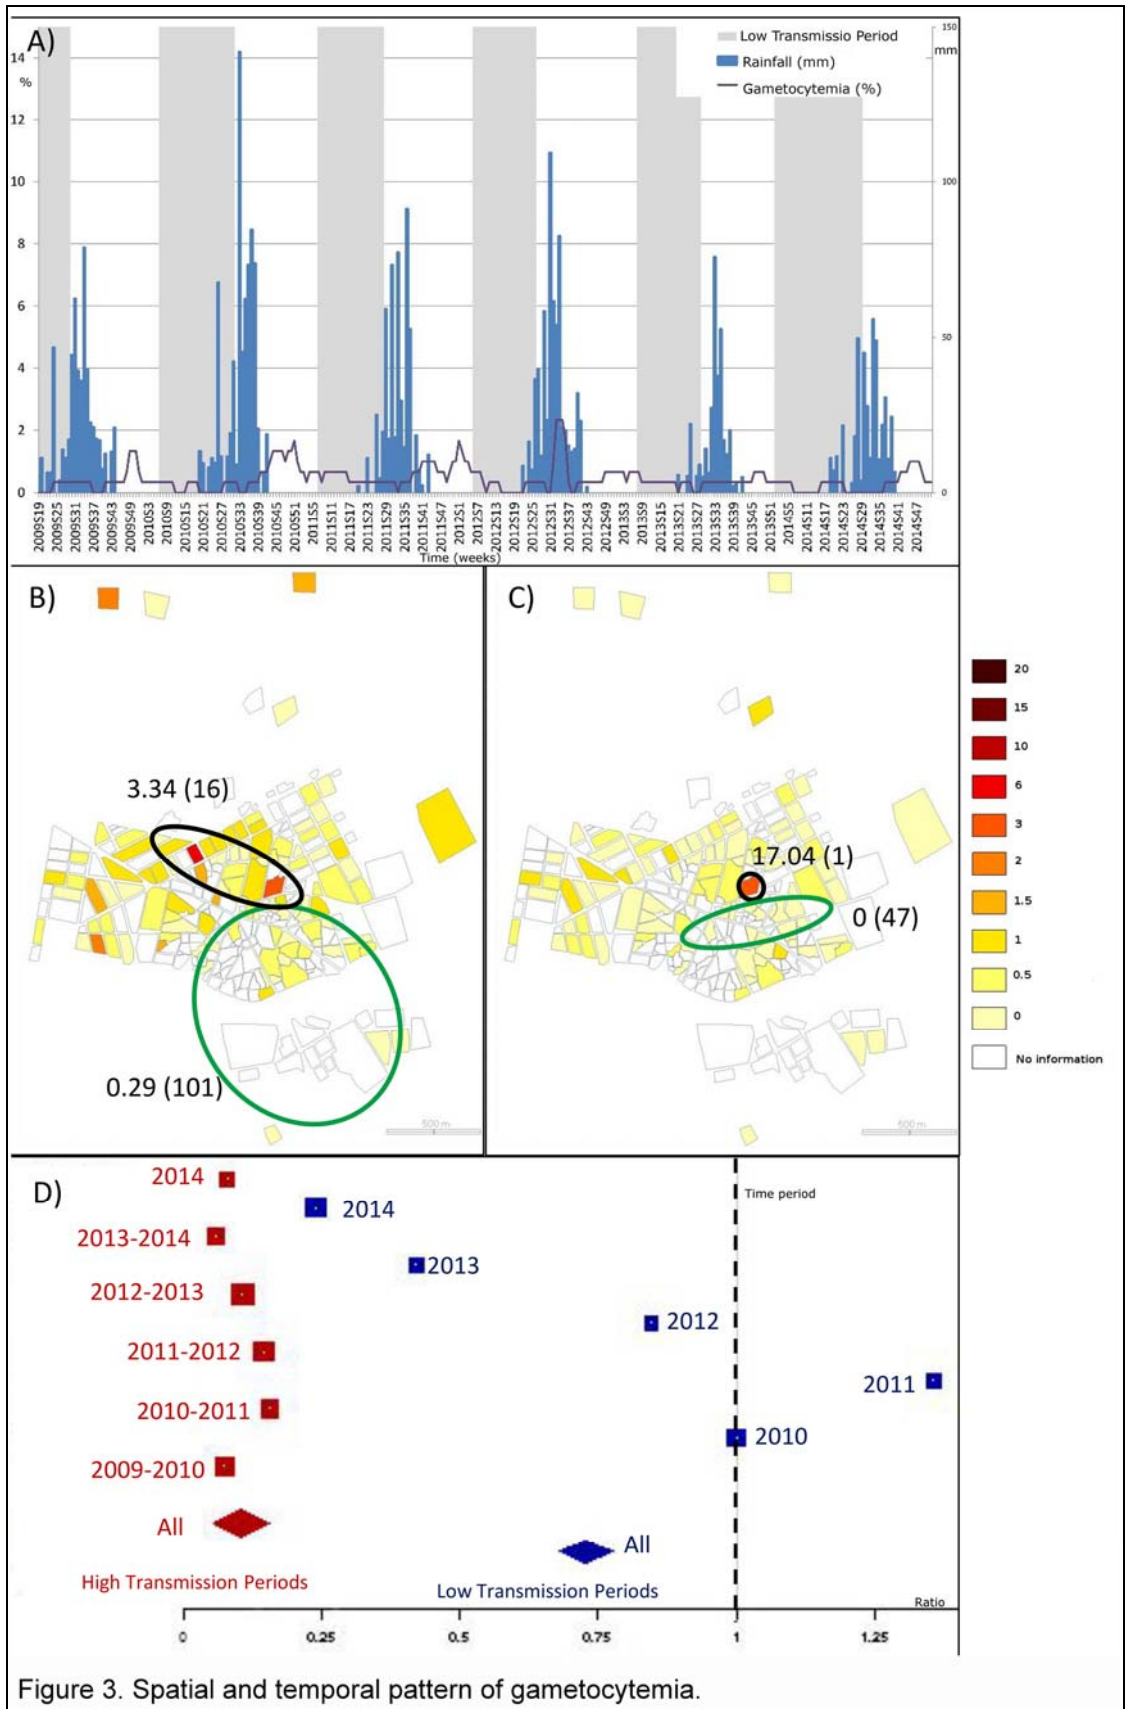 A)
150
mm
Low Transmissio Period
Rainfall (mm)
Gametocytemia (%)
14
%
12
10
100
8
6
50
4
2
0
0
2009S19
2009S25
2009S31
2009S37
2009S43
2009S49
2010S3
2010S9
2010S15
2010S21
2010S27
2010S33
2010S39
2010S45
2010S51
2011S5
2011S11
2011S17
2011S23
2011S29
2011S35
2011S41
2011S47
2012S1
2012S7
2012S13
2012S19
2012S25
2012S31
2012S37
2012S43
2012S49
2013S3
2013S9
2013S15
2013S21
2013S27
2013S33
2013S39
2013S45
2013S51
2014S5
2014S11
2014S17
2014S23
2014S29
2014S35
2014S41
2014S47
Time (weeks)
B)
3.34 (16)
0.29 (101)
500 m
C)
17.04 (1)
0 (47)
500 m
20
15
10
6
3
2
1.5
1
0.5
0
No information
D)
Time period
2014
2014
2013-2014
2013
2012-2013
2012
2011-2012
2011
2010-2011
2010
2009-2010
All
All
High Transmission Periods
Low Transmission Periods
Ratio
0
0.25
0.5
0.75
1
1.25
Figure 3. Spatial and temporal pattern of gametocytemia.